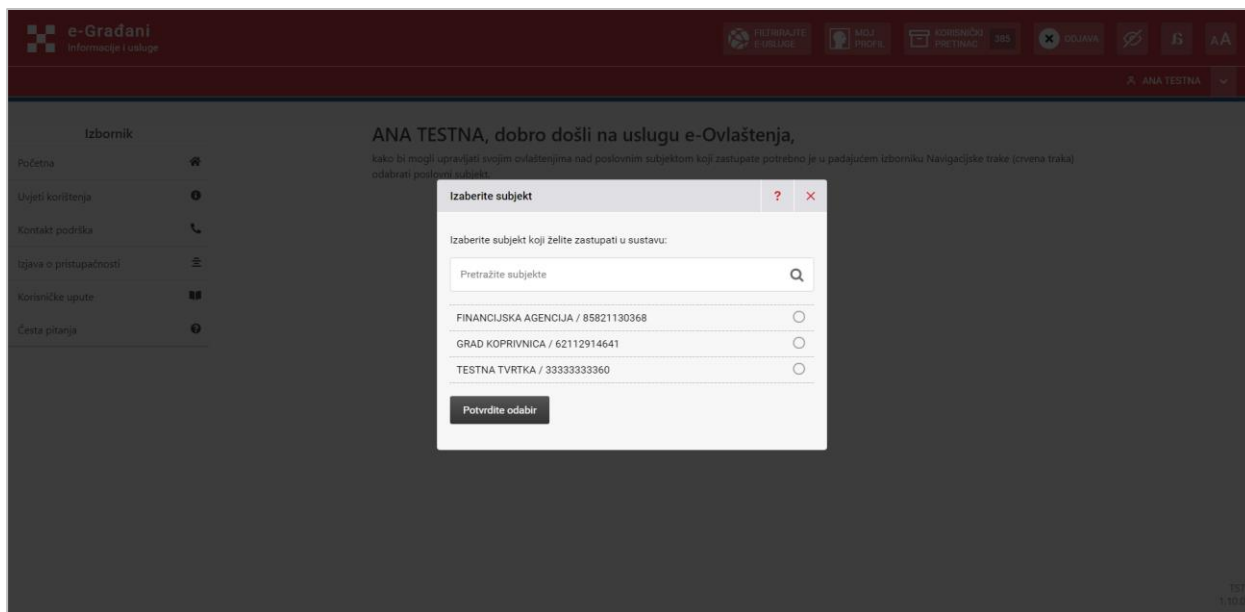 e-Građani
Informacije i usluge
FILTRIRAJTE
E-USLUGE
MOJ
PROFIL
KORISNIČKI
PRETINAC
385
ODJAVA
AA
ANA TESTNA
Izbornik
Početna
Uvjeti korištenja
Kontakt podrška
Izjava o pristupačnosti
Korisničke upute
Česta pitanja
ANA TESTNA, dobro došli na uslugu e-Ovlaštenja,
kako bi mogli upravljati svojim ovlaštenjima nad poslovnim subjektom koji zastupate potrebno je u padajućem izborniku Navigacijske trake (crvena traka)
odabrati poslovni subjekt.
Izaberite subjekt
?
Izaberite subjekt koji želite zastupati u sustavu:
Pretražite subjekte
FINANCIJSKA AGENCIJA / 85821130368
GRAD KOPRIVNICA / 62112914641
TESTNA TVRTKA / 33333333360
Potvrdite odabir